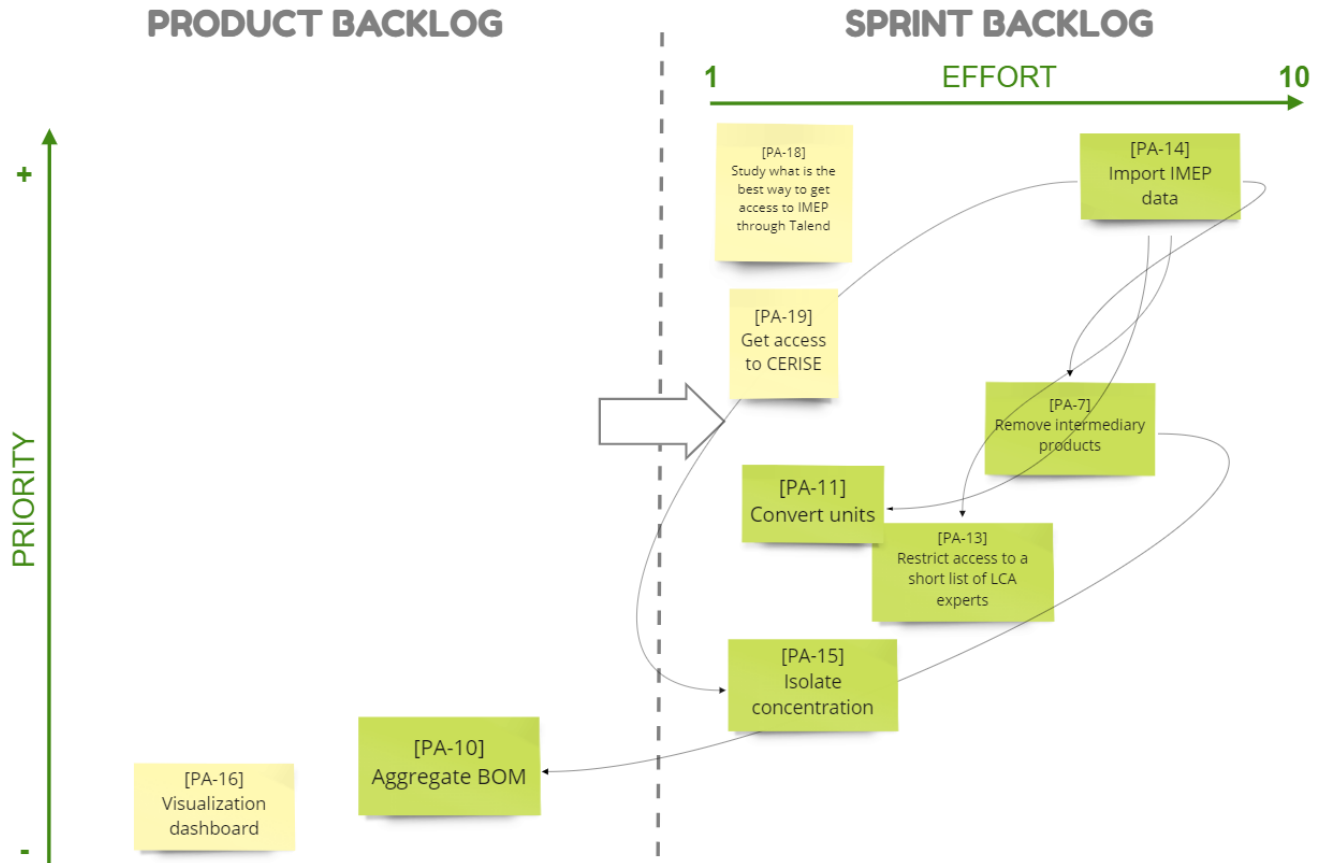 PRODUCT BACKLOG
SPRINT BACKLOG
1
EFFORT
10
+
PRIORITY
-
[PA-18]
Study what is the
best way to get
access to IMEP
through Talend
[PA-14]
Import IMEP
data
[PA-19]
Get access
to CERISE
[PA-7]
Remove intermediary
products
[PA-11]
Convert units
[PA-13]
Restrict access to a
short list of LCA
experts
[PA-15]
Isolate
concentration
[PA-10]
Aggregate BOM
[PA-16]
Visualization
dashboard